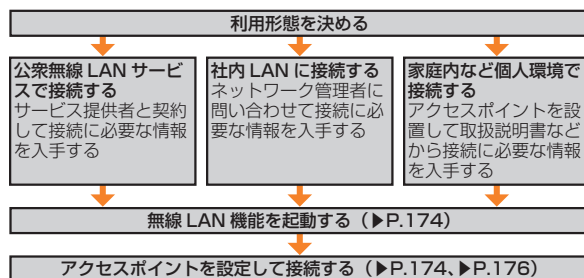 利用形態を決める
公衆無線 LAN サービ
スで接続する
サービス提供者と契約
して接続に必要な情報
を入手する
社内 LAN に接続する
ネットワーク管理者に
問い合わせて接続に必
要な情報を入手する
家庭内など個人環境で
接続する
アクセスポイントを設
置して取扱説明書など
から接続に必要な情報
を入手する
無線 LAN 機能を起動する（▶P.174）
アクセスポイントを設定して接続する（▶P.174、▶P.176）